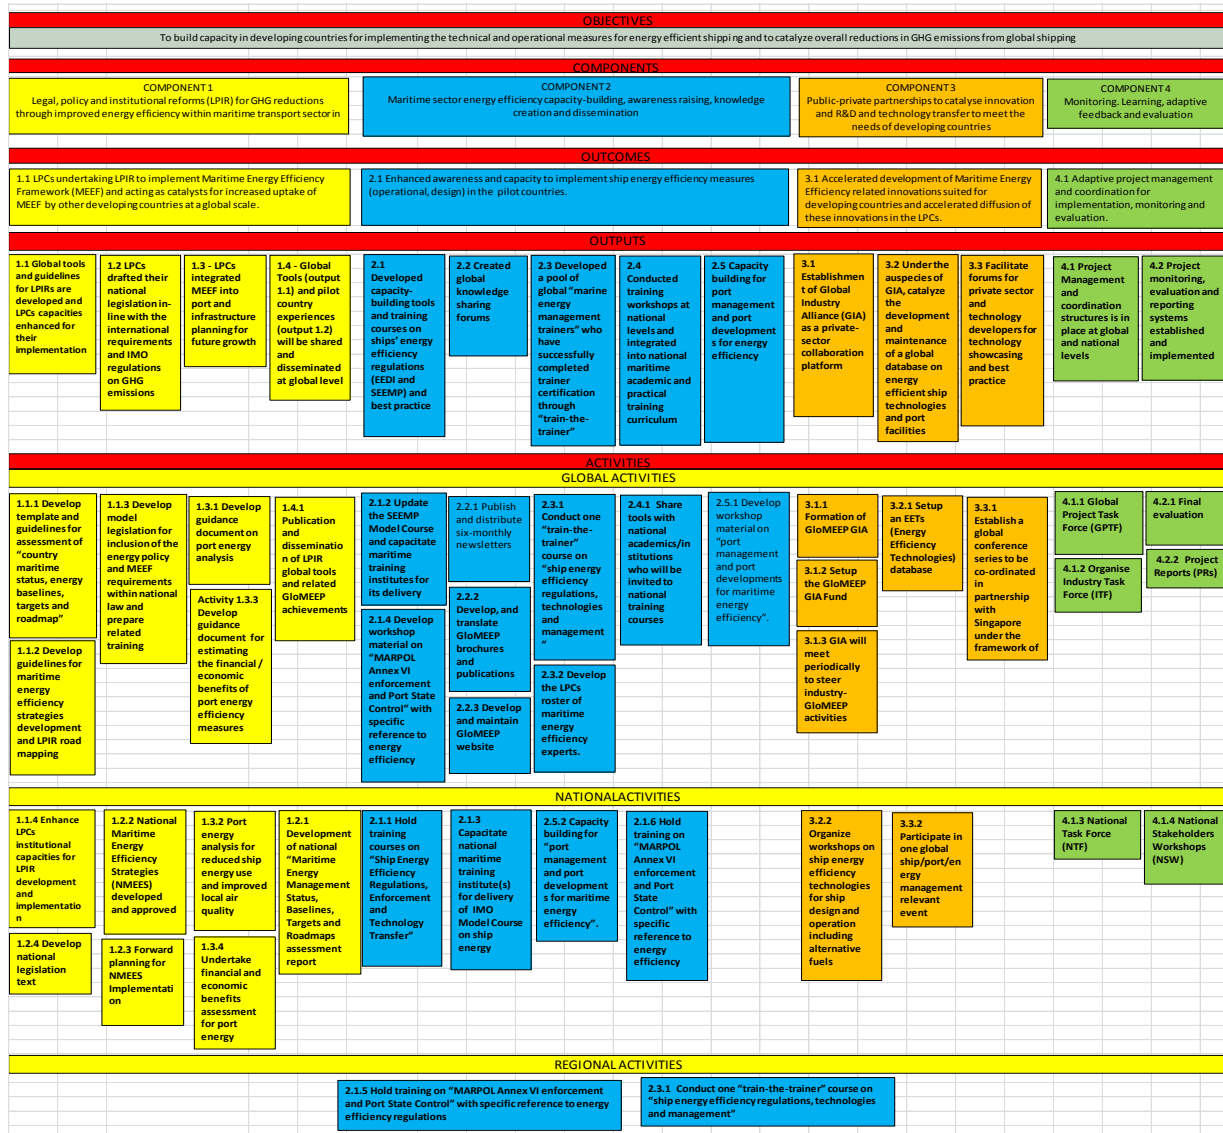 OBJECTIVES
To build capacity in developing countries for implementing the technical and operational measures for energy efficient shipping and to catalyze overall reductions in GHG emissions from global shipping
COMPONENTS
COMPONENT 1
Legal, policy and institutional reforms (LPIR) for GHG reductions
through improved energy efficiency within maritime transport sector in
COMPONENT 2
Maritime sector energy efficiency capacity-building, awareness raising, knowledge
creation and dissemination
COMPONENT 3
Public-private partnerships to catalyse innovation
and R&D and technology transfer to meet the
needs of developing countries
COMPONENT 4
Monitoring. Learning, adaptive
feedback and evaluation
OUTCOMES
1.1 LPCs undertaking LPIR to implement Maritime Energy Efficiency
Framework (MEEF) and acting as catalysts for increased uptake of
MEEF by other developing countries at a global scale.
2.1 Enhanced awareness and capacity to implement ship energy efficiency measures
(operational, design) in the pilot countries.
3.1 Accelerated development of Maritime Energy
Efficiency related innovations suited for
developing countries and accelerated diffusion of
these innovations in the LPCs.
4.1 Adaptive project management
and coordination for
implementation, monitoring and
evaluation.
OUTPUTS
1.1 Global tools
and guidelines
for LPIRs are
developed and
LPCs capacities
enhanced for
their
implementation
1.2 LPCs
drafted their
national
legislation in-
line with the
international
requirements
and IMO
regulations
on GHG
emissions
1.3 - LPCs
integrated
MEEF into
port and
infrastructure
planning for
future growth
1.4 - Global
Tools (output
1.1) and pilot
country
experiences
(output 1.2)
will be shared
and
disseminated
at global level
2.1
Developed
capacity-
building tools
and training
courses on
ships' energy
efficiency
regulations
(EEDI and
SEEMP) and
best practice
2.2 Created
global
knowledge
sharing
forums
2.3 Developed
a pool of
global "marine
energy
management
trainers" who
have
successfully
completed
trainer
certification
through
"train-the-
trainer"
2.4
Conducted
training
workshops at
national
levels and
integrated
into national
maritime
academic and
practical
training
curriculum
2.5 Capacity
building for
port
management
and port
development
s for energy
efficiency
3.1
Establishmen
t of Global
Industry
Alliance (GIA)
as a private-
sector
collaboration
platform
3.2 Under the
auspecies of
GIA, catalyze
the
development
and
maintenance
of a global
database on
energy
efficient ship
technologies
and port
facilities
3.3 Facilitate
forums for
private sector
and
technology
developers for
technology
showcasing
and best
practice
4.1 Project
Management
and
coordination
structures is in
place at global
and national
levels
4.2 Project
monitoring,
evaluation and
reporting
systems
established
and
implemented
ACTIVITIES
GLOBAL ACTIVITIES
1.1.1 Develop
template and
guidelines for
assessment of
"country
maritime
status, energy
baselines,
targets and
roadmap"
1.1.2 Develop
guidelines for
maritime
energy
efficiency
strategies
development
and LPIR road
mapping
1.1.3 Develop
model
legislation for
inclusion of the
energy policy
and MEEF
requirements
within national
law and
prepare
related
training
1.3.1 Develop
guidance
document on
port energy
analysis
Activity 1.3.3
Develop
guidance
document for
estimating
the financial /
economic
benefits of
port energy
efficiency
measures
1.4.1
Publication
and
disseminatio
n of LPIR
global tools
and related
GloMEEP
achievements
2.1.2 Update
the SEEMP
Model Course
and capacitate
maritime
training
institutes for
its delivery
2.1.4 Develop
workshop
material on
"MARPOL
Annex VI
enforcement
and Port State
Control" with
specific
reference to
energy
efficiency
2.2.1 Publish
and distribute
six-monthly
newsletters
2.2.2
Develop, and
translate
GloMEEP
brochures
and
publications
2.2.3 Develop
and maintain
GloMEEP
website
2.3.1
Conduct one
"train-the-
trainer"
course on
"ship energy
efficiency
regulations,
technologies
and
management
"
2.3.2 Develop
the LPCs
roster of
maritime
energy
efficiency
experts.
2.4.1 Share
tools with
national
academics/in
stitutions
who will be
invited to
national
training
courses
2.5.1 Develop
workshop
material on
"port
management
and port
developments
for maritime
energy
efficiency".
3.1.1
Formation of
GloMEEP GIA
3.1.2 Setup
the GloMEEP
GIA Fund
3.1.3 GIA will
meet
periodically
to steer
industry-
GloMEEP
activities
3.2.1 Setup
an EETs
(Energy
Efficiency
Technologies)
database
3.3.1
Establish a
global
conference
series to be
co-ordinated
in
partnership
with
Singapore
under the
framework of
4.1.1 Global
Project Task
Force (GPTF)
4.1.2 Organise
Industry Task
Force (ITF)
4.2.1 Final
evaluation
4.2.2 Project
Reports (PRs)
NATIONALACTIVITIES
1.1.4 Enhance
LPCs
institutional
capacities for
LPIR
development
and
implementatio
n
1.2.4 Develop
national
legislation
text
1.2.2 National
Maritime
Energy
Efficiency
Strategies
(NMEES)
developed
and approved
1.2.3 Forward
planning for
NMEES
Implementati
on
1.3.2 Port
energy
analysis for
reduced ship
energy use
and improved
local air
quality
1.3.4
Undertake
financial and
economic
benefits
assessment
for port
energy
1.2.1
Development
of national
"Maritime
Energy
Management
Status,
Baselines,
Targets and
Roadmaps
assessment
report
2.1.1 Hold
training
courses on
"Ship Energy
Efficiency
Regulations,
Enforcement
and
Technology
Transfer"
2.1.3
Capacitate
national
maritime
training
institute(s)
for delivery
of IMO
Model Course
on ship
energy
2.5.2 Capacity
building for
"port
management
and port
development
s for maritime
energy
efficiency".
2.1.6 Hold
training on
"MARPOL
Annex VI
enforcement
and Port
State
Control" with
specific
reference to
energy
efficiency
3.2.2
Organize
workshops on
ship energy
efficiency
technologies
for ship
design and
operation
including
alternative
fuels
3.3.2
Participate in
one global
ship/port/en
ergy
management
relevant
event
4.1.3 National
Task Force
(NTF)
4.1.4 National
Stakeholders
Workshops
(NSW)
REGIONAL ACTIVITIES
2.1.5 Hold training on "MARPOL Annex VI enforcement
and Port State Control" with specific reference to energy
efficiency regulations
2.3.1 Conduct one "train-the-trainer" course on
"ship energy efficiency regulations, technologies
and management"